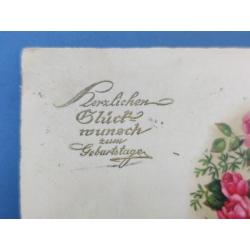 Herzlichen
Glück-
wunsch
zum
Geburtstage.